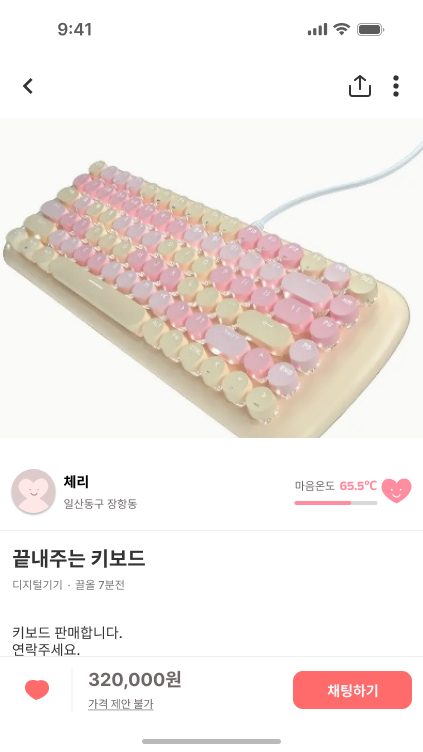 9:41
체리
일산동구 장항동
마음온도 65.5℃
끝내주는 키보드
디지털기기 · 끌올 7분전
키보드 판매합니다.
연락주세요.
320,000원
가격 제안 불가
채팅하기